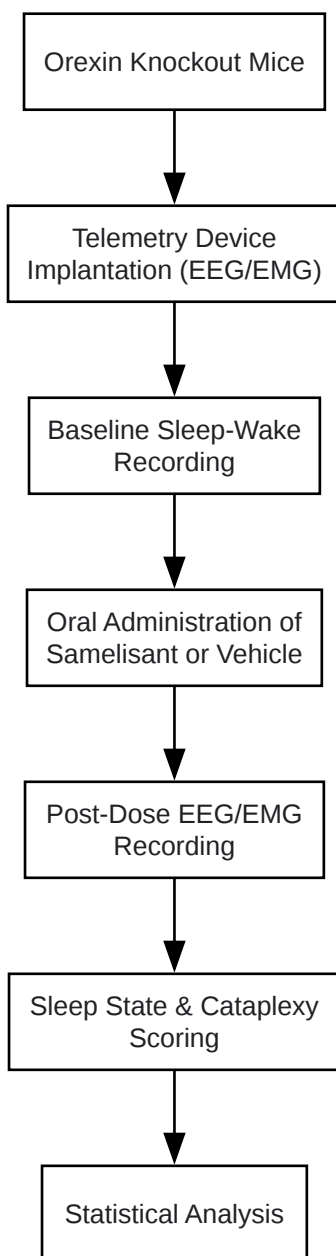 Orexin Knockout Mice
Telemetry Device
Implantation (EEG/EMG)
Baseline Sleep-Wake
Recording
Oral Administration of
Samelisant or Vehicle
Post-Dose EEG/EMG
Recording
Sleep State & Cataplexy
Scoring
Statistical Analysis